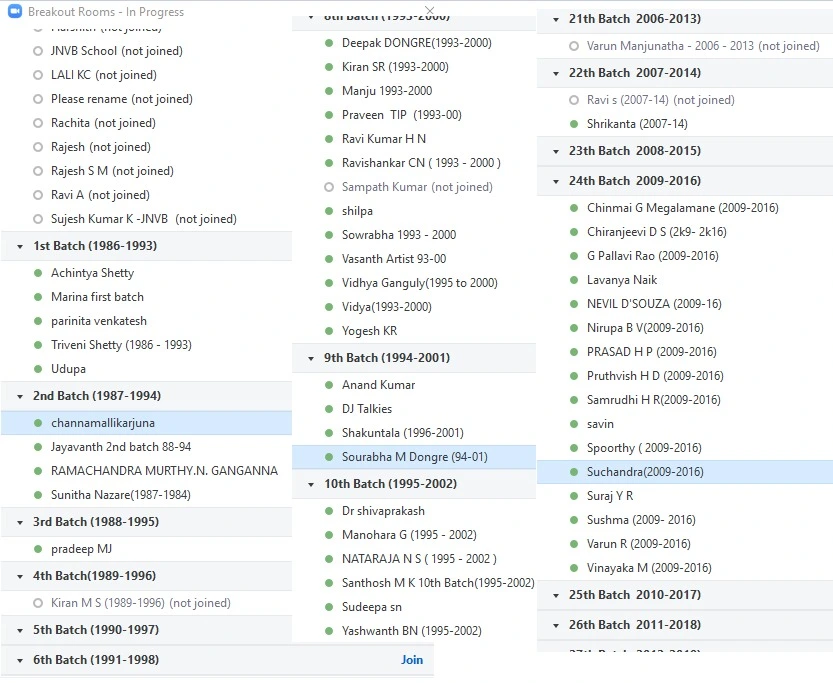 Breakout Rooms - In Progress
Harshith (not joined)
JNVB School (not joined)
LALI KC (not joined)
Please rename (not joined)
Rachita (not joined)
Rajesh (not joined)
Rajesh S M (not joined)
Ravi A (not joined)
Sujesh Kumar K -JNVB (not joined)
1st Batch (1986-1993)
Achintya Shetty
Marina first batch
parinita venkatesh
Triveni Shetty (1986 - 1993)
Udupa
2nd Batch (1987-1994)
channamallikarjuna
Jayavanth 2nd batch 88-94
RAMACHANDRA MURTHY.N. GANGANNA
Sunitha Nazare(1987-1984)
3rd Batch (1988-1995)
pradeep MJ
4th Batch(1989-1996)
Kiran M S (1989-1996) (not joined)
5th Batch (1990-1997)
6th Batch (1991-1998)
Join
8th Batch (1993-2000)
Deepak DONGRE(1993-2000)
Kiran SR (1993-2000)
Manju 1993-2000
Praveen TIP (1993-00)
Ravi Kumar H N
Ravishankar CN ( 1993 - 2000 )
Sampath Kumar (not joined)
shilpa
Sowrabha 1993 - 2000
Vasanth Artist 93-00
Vidhya Ganguly(1995 to 2000)
Vidya(1993-2000)
Yogesh KR
9th Batch (1994-2001)
Anand Kumar
DJ Talkies
Shakuntala (1996-2001)
Sourabha M Dongre (94-01)
10th Batch (1995-2002)
Dr shivaprakash
Manohara G (1995 - 2002)
NATARAJA N S ( 1995 - 2002 )
Santhosh M K 10th Batch(1995-2002)
Sudeepa sn
Yashwanth BN (1995-2002)
21th Batch 2006-2013)
Varun Manjunatha - 2006 - 2013 (not joined)
22th Batch 2007-2014)
Ravi s (2007-14) (not joined)
Shrikanta (2007-14)
23th Batch 2008-2015)
24th Batch 2009-2016)
Chinmai G Megalamane (2009-2016)
Chiranjeevi D S (2k9- 2k16)
G Pallavi Rao (2009-2016)
Lavanya Naik
NEVIL D'SOUZA (2009-16)
Nirupa B V(2009-2016)
PRASAD H P (2009-2016)
Pruthvish H D (2009-2016)
Samrudhi H R(2009-2016)
savin
Spoorthy ( 2009-2016)
Suchandra(2009-2016)
Suraj Y R
Sushma (2009- 2016)
Varun R (2009-2016)
Vinayaka M (2009-2016)
25th Batch 2010-2017)
26th Batch 2011-2018)